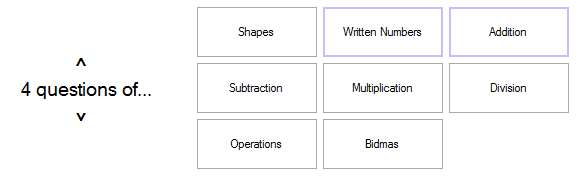 4 questions of...
Shapes
Written Numbers
Addition
Subtraction
Multiplication
Division
Operations
Bidmas